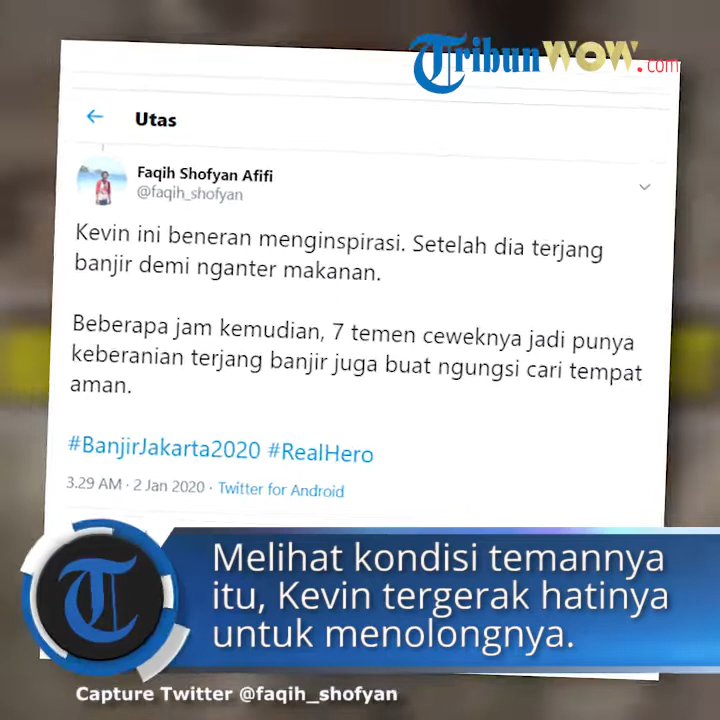 TribunWOW.com
Utas
Faqih Shofyan Afifi
@faqih_shofyan
Kevin ini beneran menginspirasi. Setelah dia terjang
banjir demi nganter makanan.
Beberapa jam kemudian, 7 temen ceweknya jadi punya
keberanian terjang banjir juga buat ngungsi cari tempat
aman.
#BanjirJakarta2020 #RealHero
3.29 AM · 2 Jan 2020 · Twitter for Android
T
Melihat kondisi temannya
itu, Kevin tergerak hatinya
untuk menolongnya.
Capture Twitter @faqih_shofyan